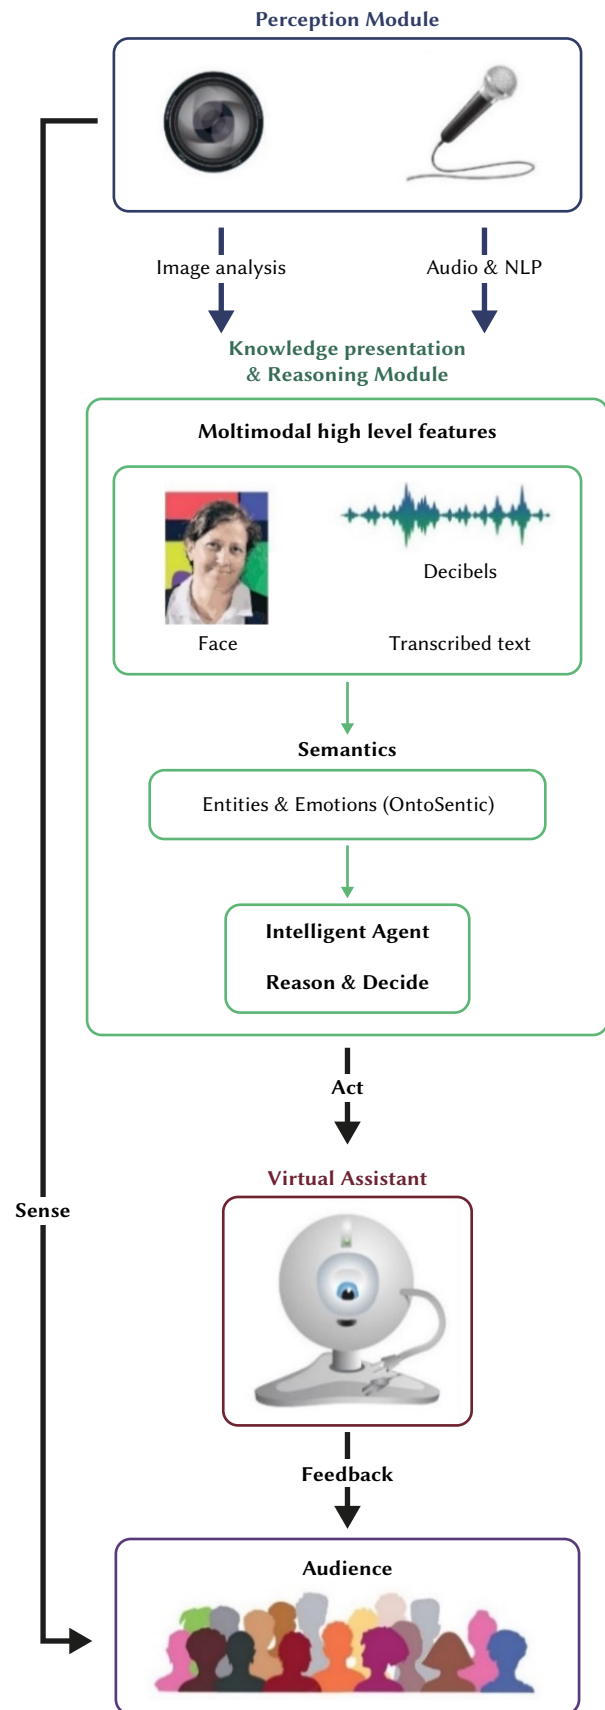 Perception Module
Image analysis
Audio & NLP
Knowledge presentation
& Reasoning Module
Moltimodal high level features
Decibels
Face
Transcribed text
Semantics
Entities & Emotions (OntoSentic)
Intelligent Agent
Reason & Decide
Act
Virtual Assistant
Sense
Feedback
Audience